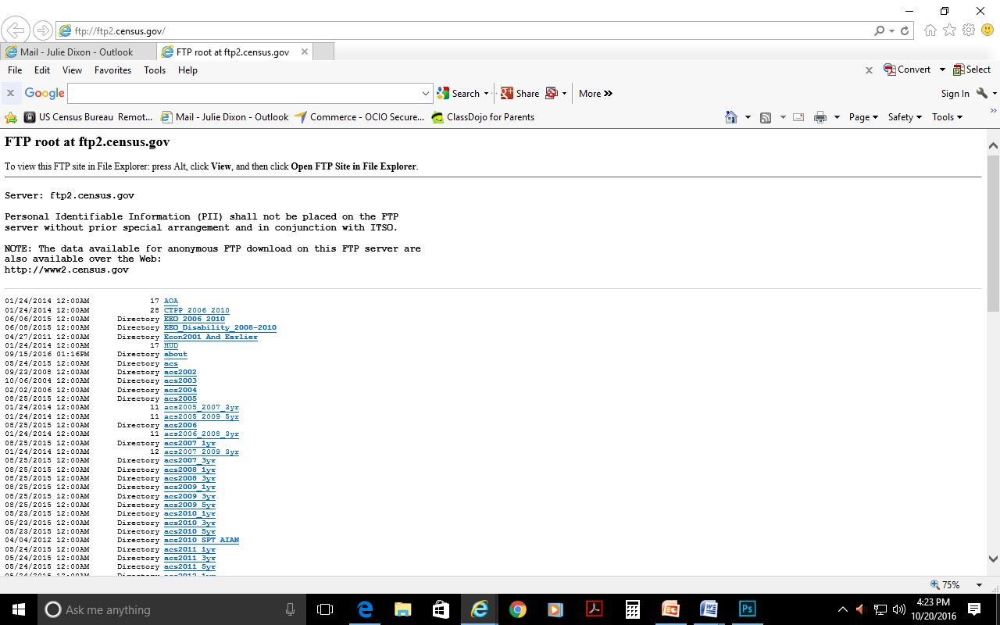 ftp://ftp2.census.gov/
Mail - Julie Dixon - Outlook
FTP root at ftp2.census.gov
File Edit View Favorites Tools Help
Convert
Select
Google
Search
Share
More
Sign In
US Census Bureau Remot...
Mail - Julie Dixon - Outlook
Commerce - OCIO Secure...
ClassDojo for Parents
Page
Safety
Tools
FTP root at ftp2.census.gov
To view this FTP site in File Explorer: press Alt, click View, and then click Open FTP Site in File Explorer.
Server: ftp2.census.gov
Personal Identifiable Information (PII) shall not be placed on the FTP
server without prior special arrangement and in conjunction with ITSO.
NOTE: The data available for anonymous FTP download on this FTP server are
also available over the Web:
http://www2.census.gov
01/24/2014 12:00AM 17 AOA
01/24/2014 12:00AM 28 CTPP_2006_2010
06/06/2015 12:00AM Directory EEO_2006_2010
06/08/2015 12:00AM Directory EEO_Disability_2008-2010
04/27/2011 12:00AM Directory Econ2001_And_Earlier
01/24/2014 12:00AM 17 HUD
09/15/2016 01:16PM Directory about
05/24/2015 12:00AM Directory acs
09/23/2008 12:00AM Directory acs2002
10/06/2004 12:00AM Directory acs2003
02/02/2006 12:00AM Directory acs2004
08/25/2015 12:00AM Directory acs2005
01/24/2014 12:00AM 11 acs2005_2007_3yr
01/24/2014 12:00AM 11 acs2005_2009_5yr
08/25/2015 12:00AM Directory acs2006
01/24/2014 12:00AM 11 acs2006_2008_3yr
08/25/2015 12:00AM Directory acs2007_1yr
01/24/2014 12:00AM 12 acs2007_2009_3yr
08/25/2015 12:00AM Directory acs2007_3yr
08/25/2015 12:00AM Directory acs2008_1yr
08/25/2015 12:00AM Directory acs2008_3yr
08/25/2015 12:00AM Directory acs2009_1yr
08/25/2015 12:00AM Directory acs2009_3yr
08/25/2015 12:00AM Directory acs2009_5yr
05/23/2015 12:00AM Directory acs2010_1yr
05/23/2015 12:00AM Directory acs2010_3yr
05/23/2015 12:00AM Directory acs2010_5yr
04/04/2012 12:00AM Directory acs2010_SPT_AIAN
05/24/2015 12:00AM Directory acs2011_1yr
05/24/2015 12:00AM Directory acs2011_3yr
05/24/2015 12:00AM Directory acs2011_5yr
05/24/2015 12:00AM Directory acs2012_1yr
75%
Ask me anything
Ps
4:23 PM
10/20/2016